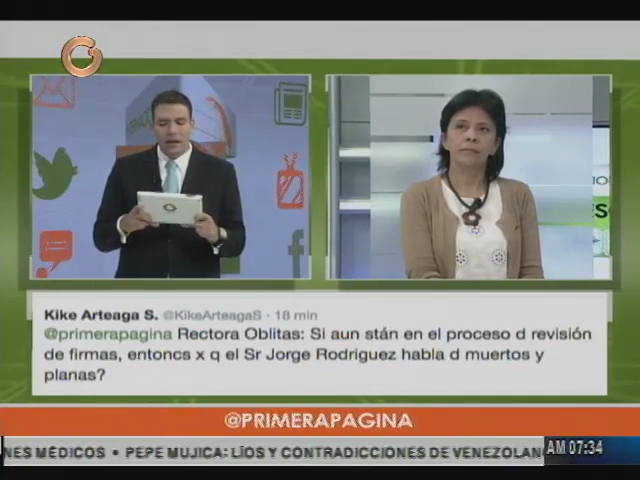 Kike Arteaga S. @KikeArteagaS · 18 min
@primerapagina Rectora Oblitas: Si aun stán en el proceso d revisión
de firmas, entoncs x q el Sr Jorge Rodriguez habla d muertos y
planas?
@PRIMERAPAGINA
NES MÉDICOS • PEPE MUJICA: LÍOS Y CONTRADICCIONES DE VENEZOLAN
AM 07:34